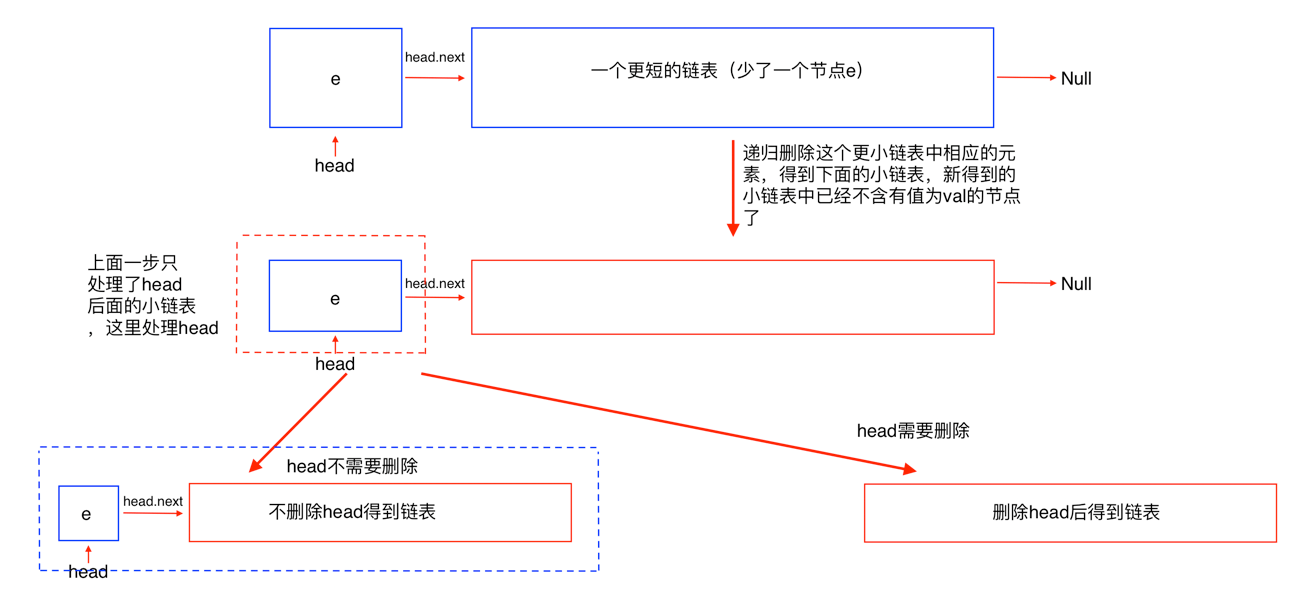 e
head.next
一个更短的链表（少了一个节点e）
Null
head
递归删除这个更小链表中相应的元
素，得到下面的小链表，新得到的
小链表中已经不含有值为val的节点
了
上面一步只
处理了head
后面的小链表
，这里处理head
e
head.next
Null
head
head需要删除
head不需要删除
e
head.next
不删除head得到链表
head
删除head后得到链表